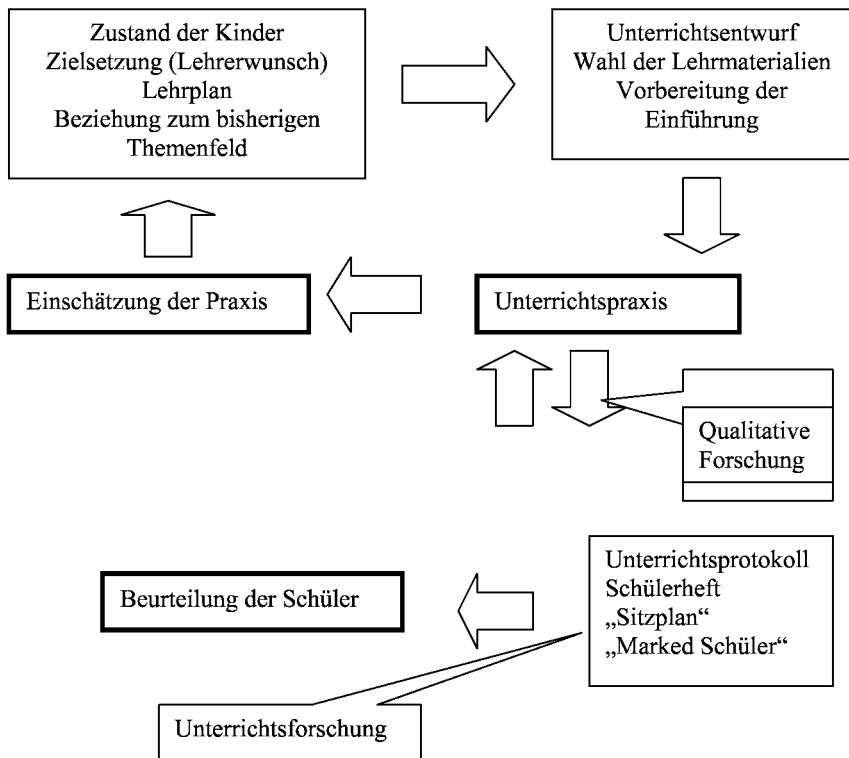 Zustand der Kinder
Zielsetzung (Lehrerwunsch)
Lehrplan
Beziehung zum bisherigen
Themenfeld
Unterrichtsentwurf
Wahl der Lehrmaterialien
Vorbereitung der
Einführung
Einschätzung der Praxis
Unterrichtspraxis
Qualitative
Forschung
Beurteilung der Schüler
Unterrichtsprotokoll
Schülerheft
„Sitzplan“
„Marked Schüler“
Unterrichtsforschung